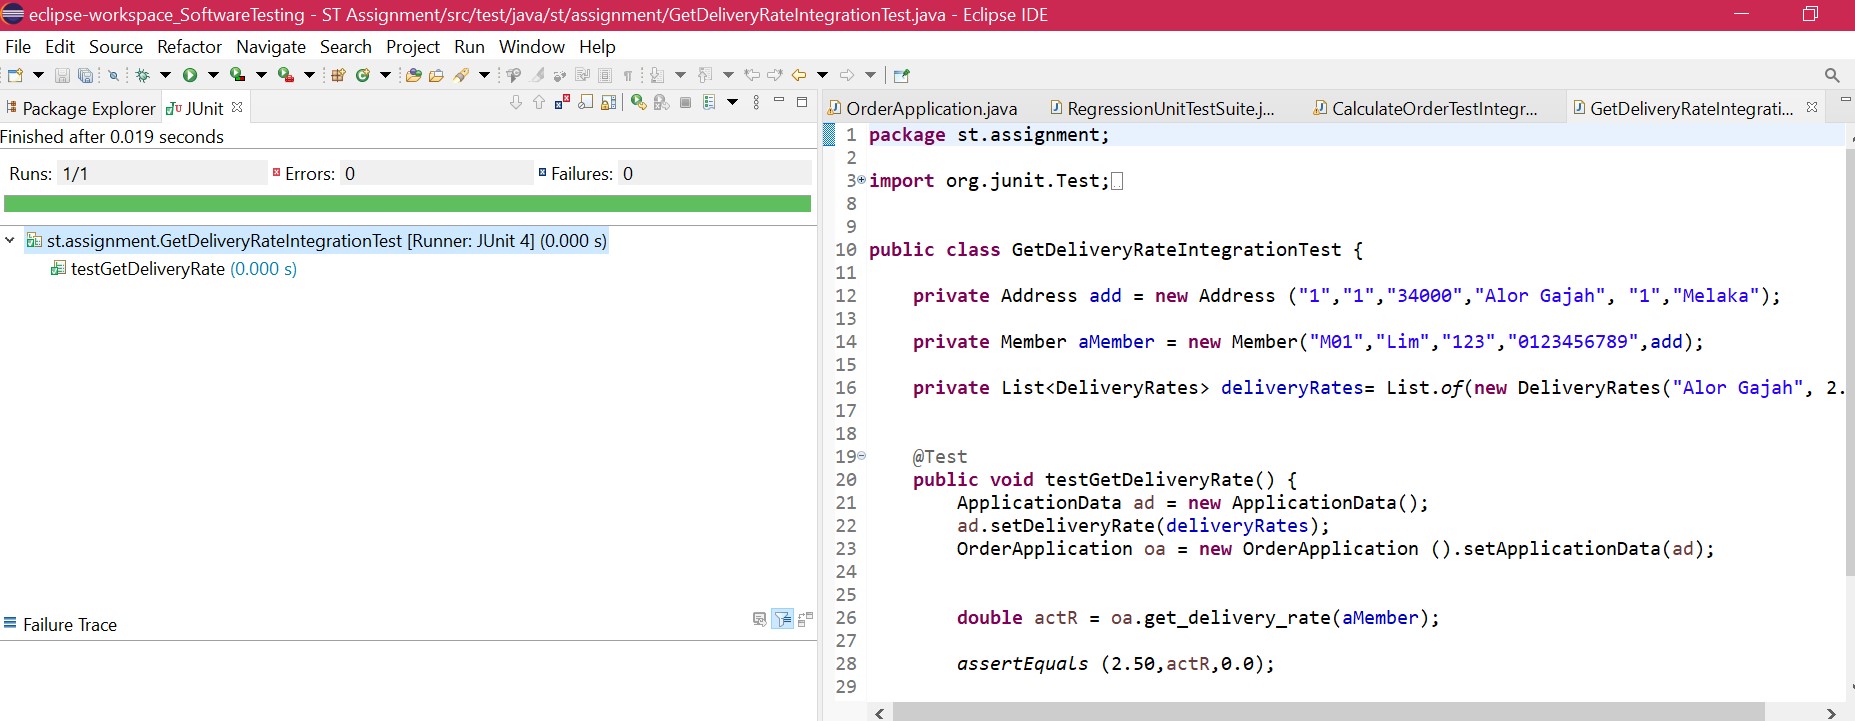 eclipse-workspace_SoftwareTesting - ST Assignment/src/test/java/st/assignment/GetDeliveryRateIntegrationTest.java - Eclipse IDE
File Edit Source Refactor Navigate Search Project Run Window Help
Package Explorer JUnit
Finished after 0.019 seconds
Runs: 1/1 Errors: 0 Failures: 0
st.assignment.GetDeliveryRateIntegrationTest [Runner: JUnit 4] (0.000 s)
testGetDeliveryRate (0.000 s)
Failure Trace
OrderApplication.java RegressionUnitTestSuite.j... CalculateOrderTestIntegr... GetDeliveryRateIntegrati...
1 package st.assignment;
2
3 import org.junit.Test;
8
9
10 public class GetDeliveryRateIntegrationTest {
11
12 private Address add = new Address ("1","1","34000","Alor Gajah", "1","Melaka");
13
14 private Member aMember = new Member("M01","Lim","123","0123456789",add);
15
16 private List<DeliveryRates> deliveryRates= List.of(new DeliveryRates("Alor Gajah", 2.
17
18
19 @Test
20 public void testGetDeliveryRate() {
21 ApplicationData ad = new ApplicationData();
22 ad.setDeliveryRate(deliveryRates);
23 OrderApplication oa = new OrderApplication ().setApplicationData(ad);
24
25
26 double actR = oa.get_delivery_rate(aMember);
27
28 assertEquals (2.50,actR,0.0);
29